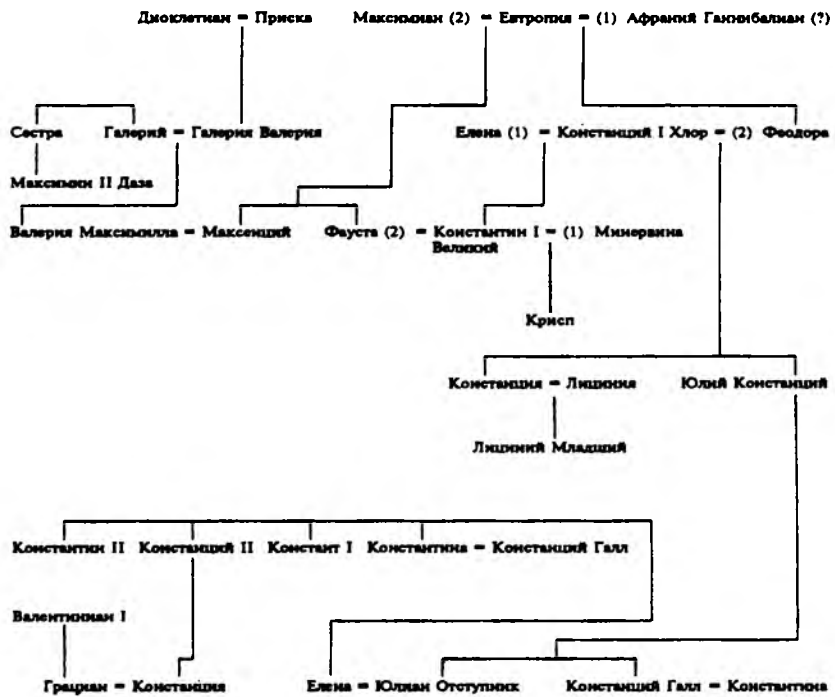 Диоклетиан = Приска Максимиан (2) = Евтропия = (1) Афраний Ганнибалиан (?)
Сестра Галерий = Галерия Валерия Елена (1) = Констанций I Хлор = (2) Феодора
Максимин II Даза
Валерия Максимилла = Максенций Фауста (2) = Константин I = (1) Минервина
Великий
Крисп
Констанция = Лициния Юлий Констанций
Лициний Младший
Константин II Констанций II Констант I Константина = Констанций Галл
Валентиниан I
Грациан = Констанция Елена = Юлиан Отступник Констанций Галл = Константина